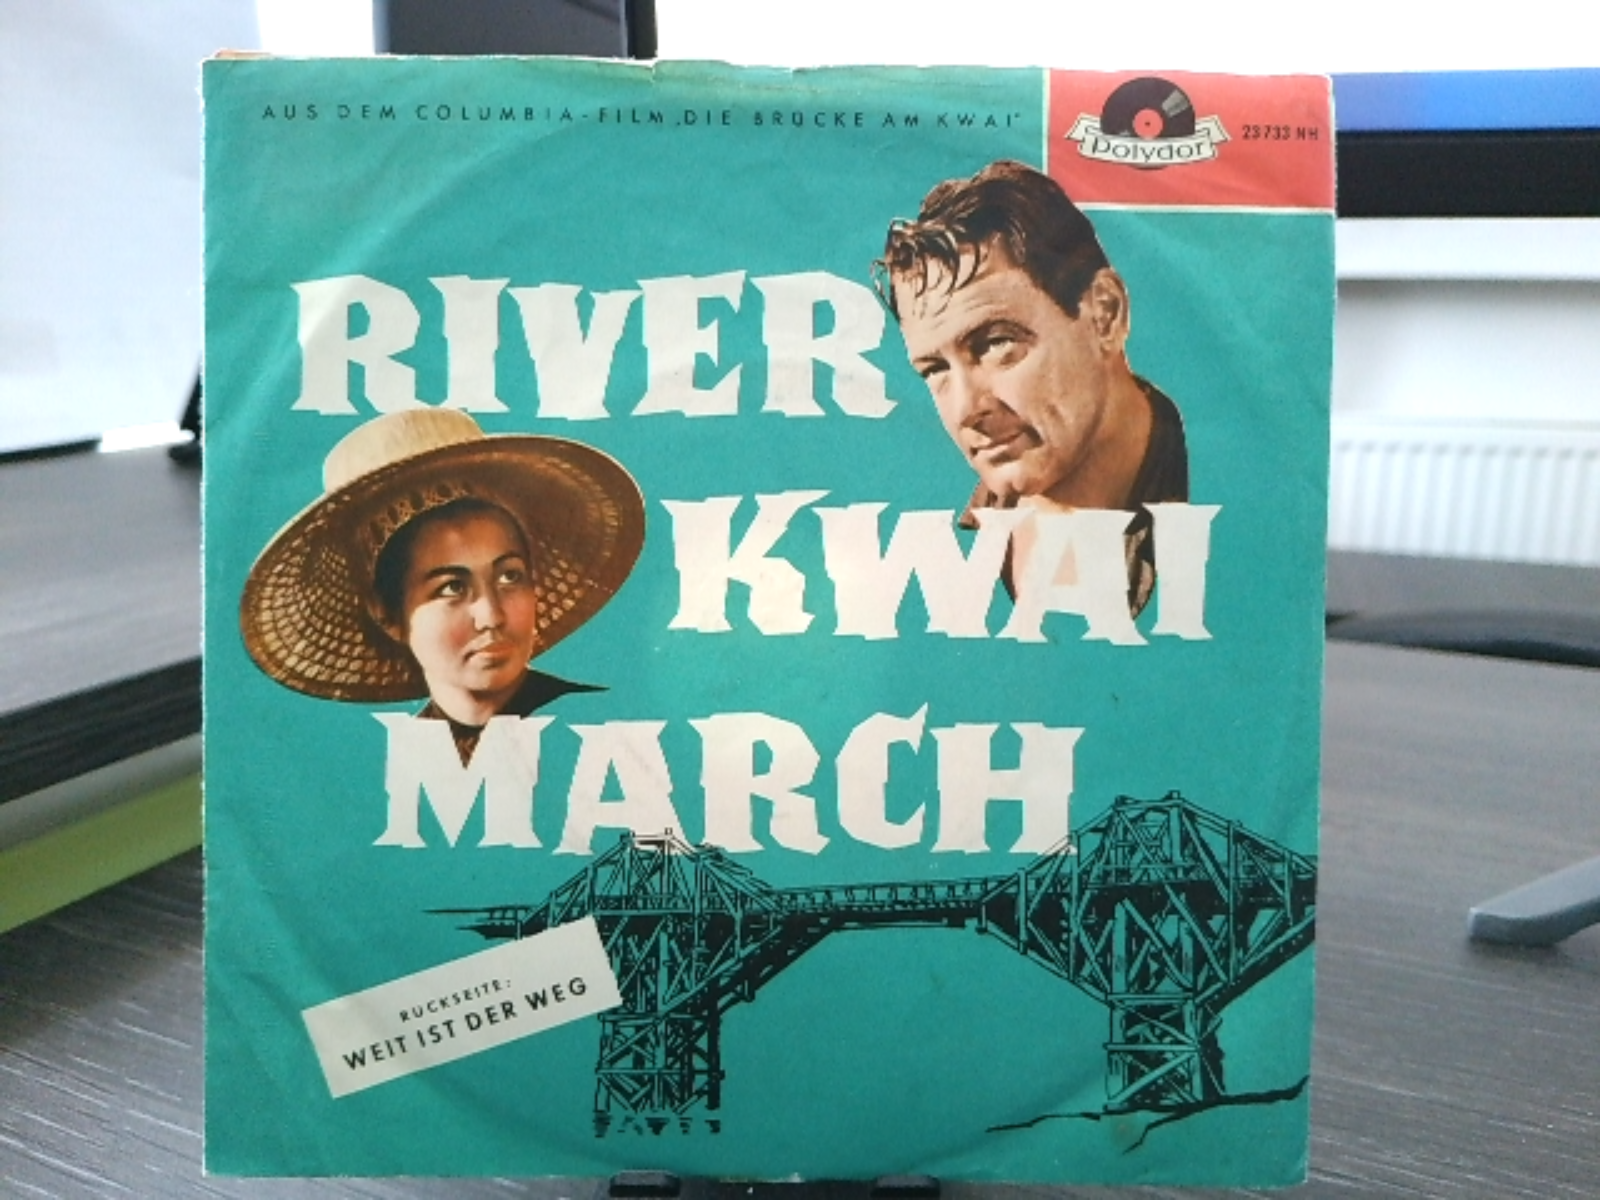 AUS DEM COLUMBIA-FILM „DIE BRÜCKE AM KWAI"
polydor
23733 NH
RIVER
KWAI
MARCH
RÜCKSEITE:
WEIT IST DER WEG